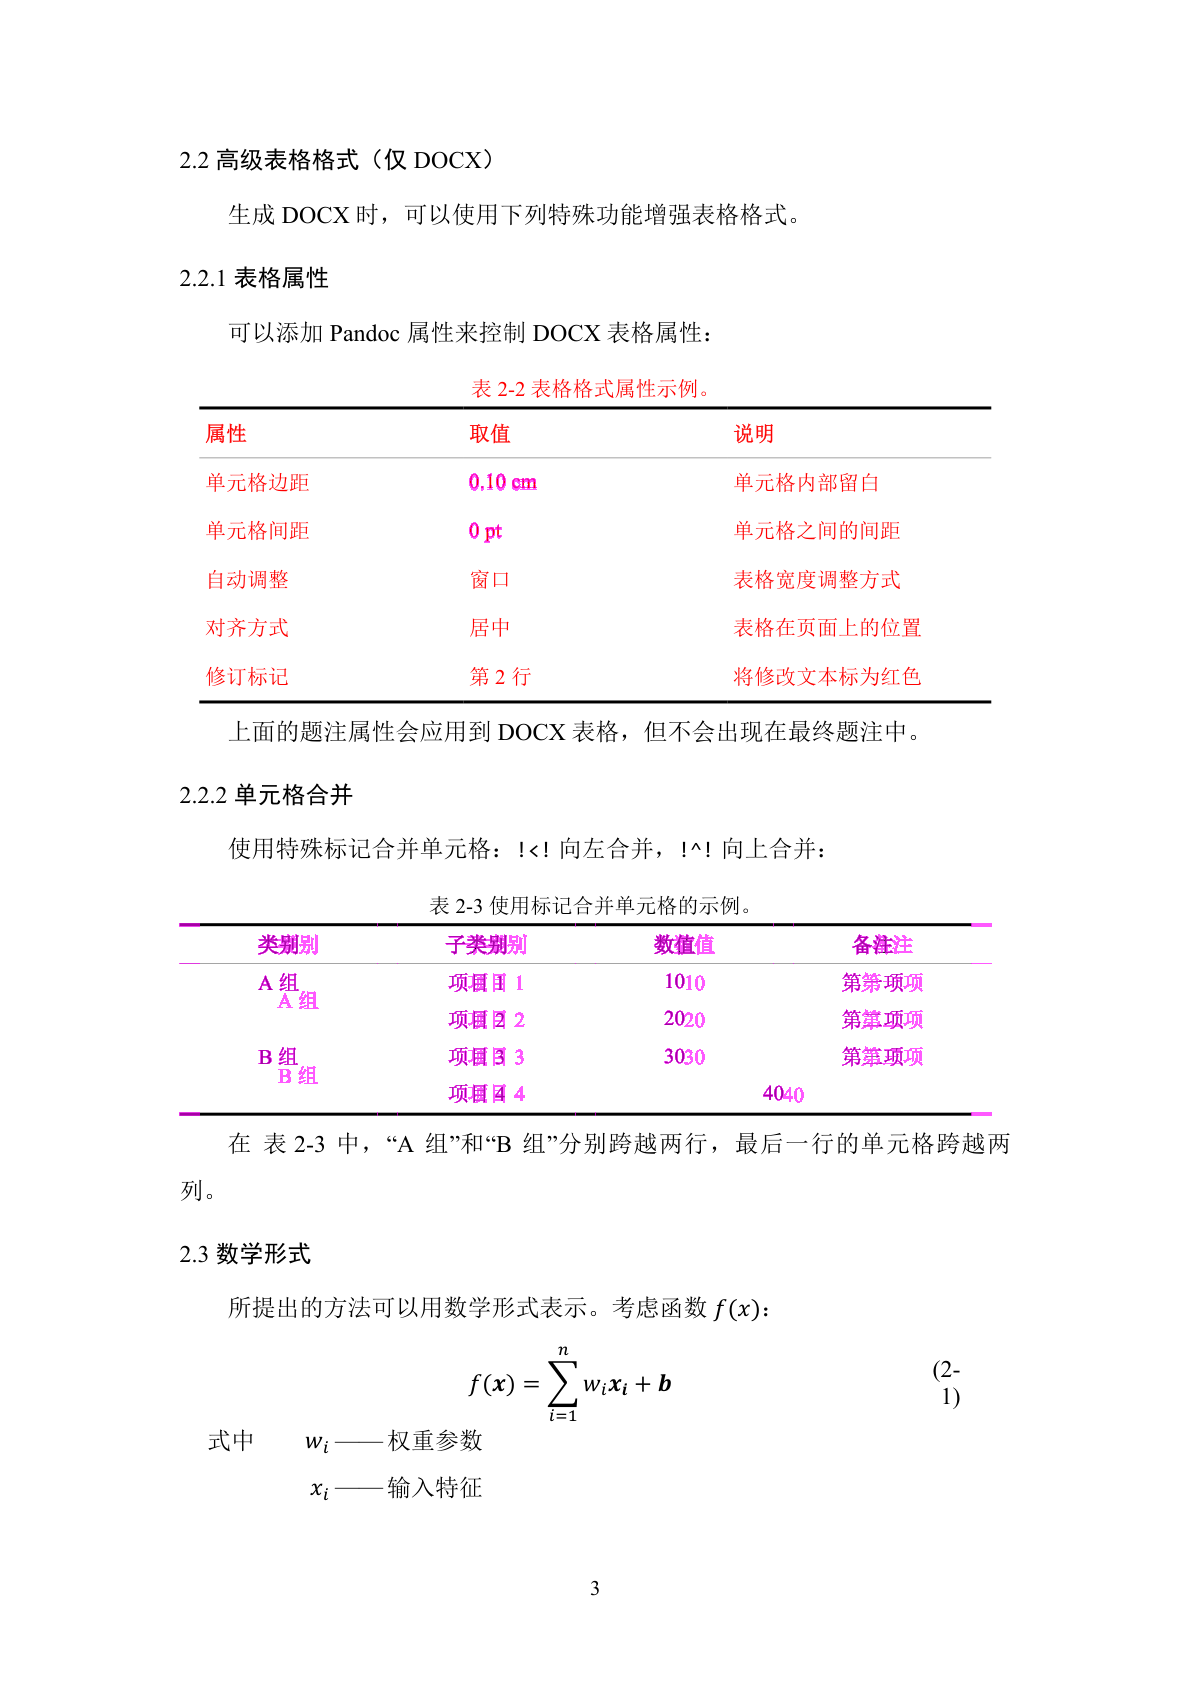 2.2 高级表格格式（仅 DOCX）
生成 DOCX 时，可以使用下列特殊功能增强表格格式。
2.2.1 表格属性
可以添加 Pandoc 属性来控制 DOCX 表格属性：
表 2-2 表格格式属性示例。
属性 取值 说明
单元格边距 0.10 cm 单元格内部留白
单元格间距 0 pt 单元格之间的间距
自动调整 窗口 表格宽度调整方式
对齐方式 居中 表格在页面上的位置
修订标记 第 2 行 将修改文本标为红色
上面的题注属性会应用到 DOCX 表格，但不会出现在最终题注中。
2.2.2 单元格合并
使用特殊标记合并单元格：!<! 向左合并，!^! 向上合并：
表 2-3 使用标记合并单元格的示例。
类别 子类别 数值 备注
A 组 项目 1 10 第一项
项目 2 20 第二项
B 组 项目 3 30 第三项
项目 4 40
在 表 2-3 中，“A 组”和“B 组”分别跨越两行，最后一行的单元格跨越两
列。
2.3 数学形式
所提出的方法可以用数学形式表示。考虑函数 f(x)：
f(x) = ∑_{i=1}^{n} w_i x_i + b (2-
1)
式中 w_i ——权重参数
x_i ——输入特征
3